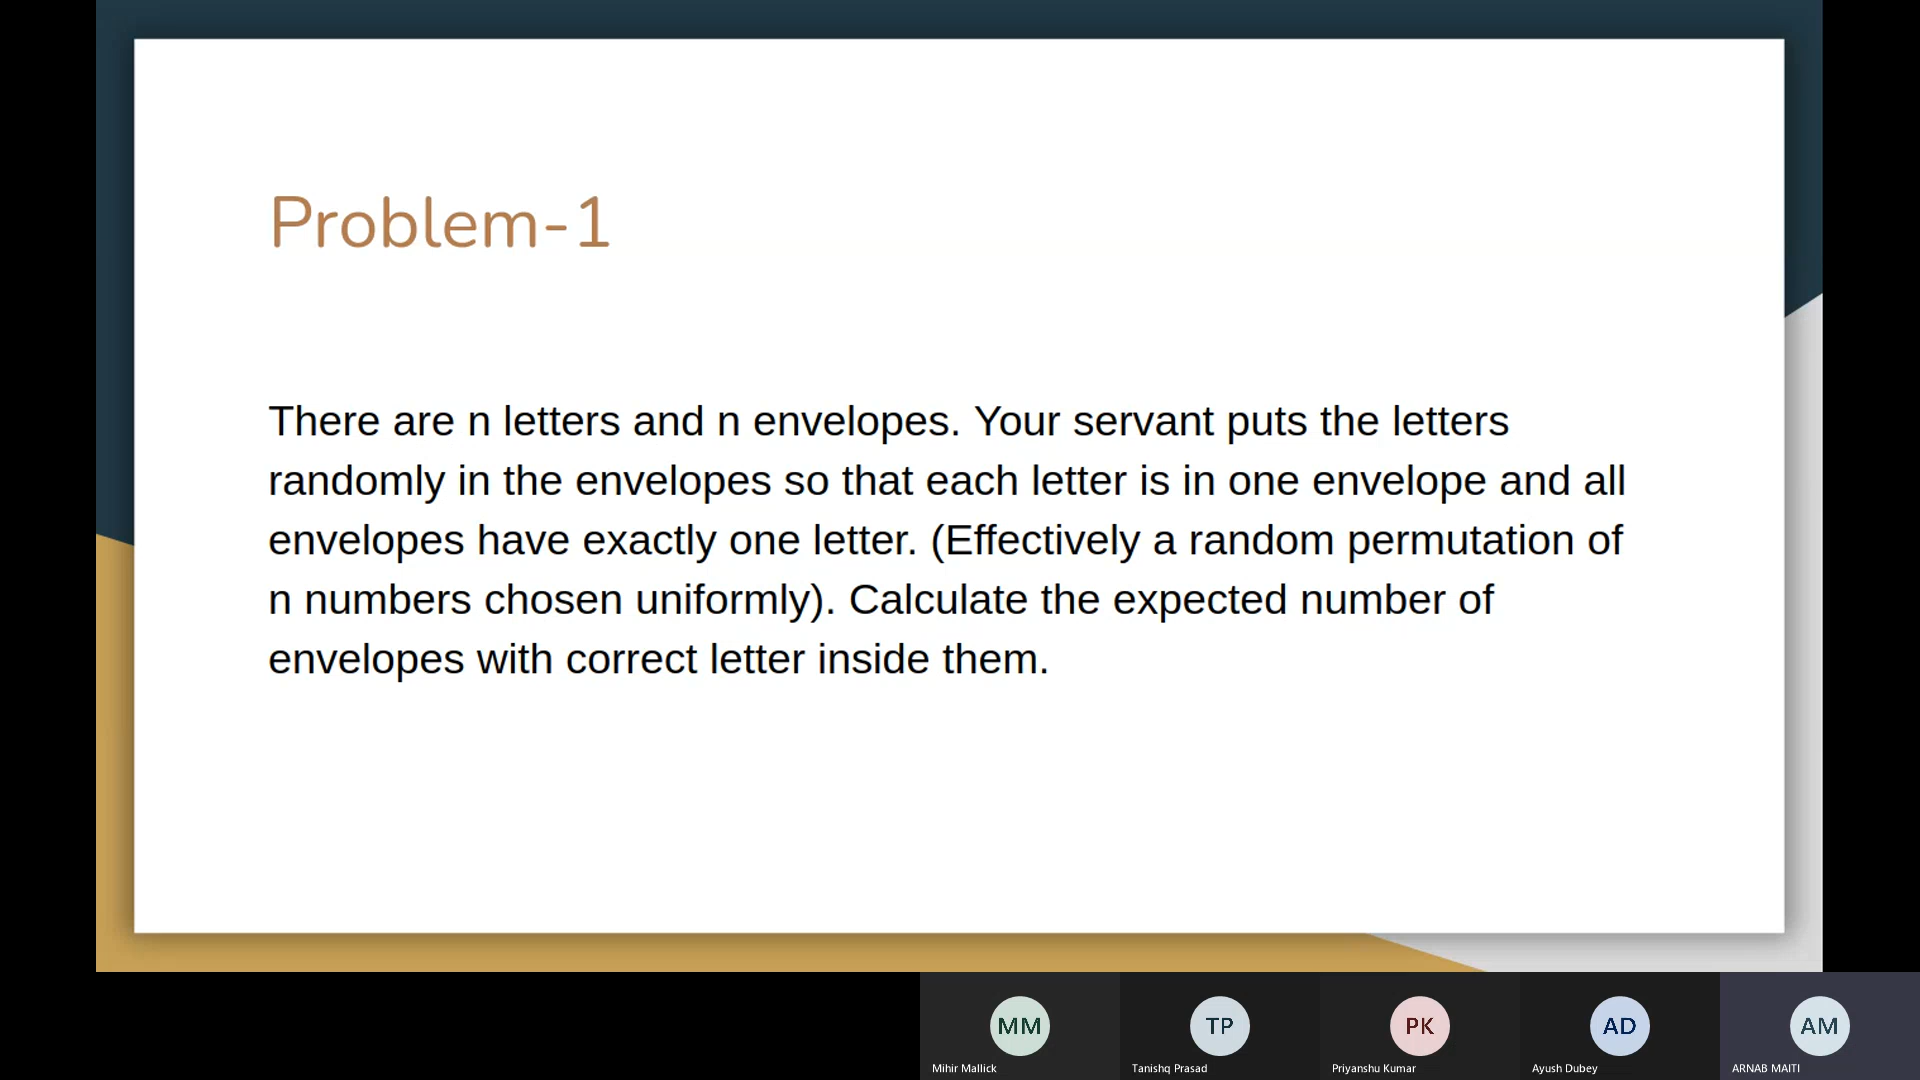 Problem-1
There are n letters and n envelopes. Your servant puts the letters
randomly in the envelopes so that each letter is in one envelope and all
envelopes have exactly one letter. (Effectively a random permutation of
n numbers chosen uniformly). Calculate the expected number of
envelopes with correct letter inside them.
MM
TP
PK
AD
AM
Mihir Mallick
Tanishq Prasad
Priyanshu Kumar
Ayush Dubey
ARNAB MAITI